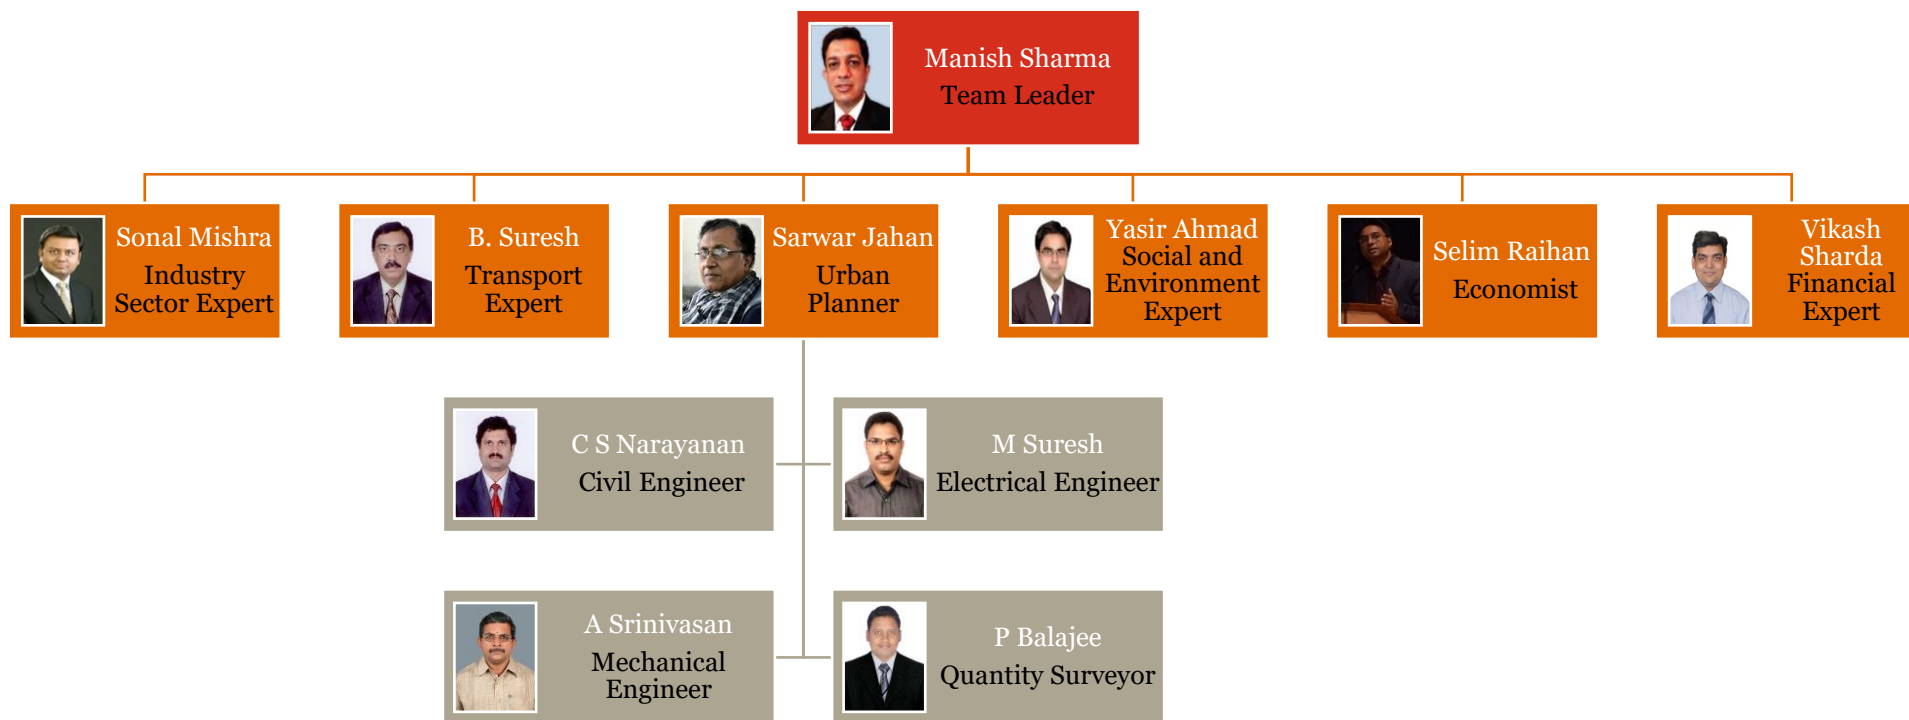 Manish Sharma
Team Leader
Sonal Mishra
Industry
Sector Expert
B. Suresh
Transport
Expert
Sarwar Jahan
Urban
Planner
Yasir Ahmad
Social and
Environment
Expert
Selim Raihan
Economist
Vikash
Sharda
Financial
Expert
C S Narayanan
Civil Engineer
M Suresh
Electrical Engineer
A Srinivasan
Mechanical
Engineer
P Balajee
Quantity Surveyor